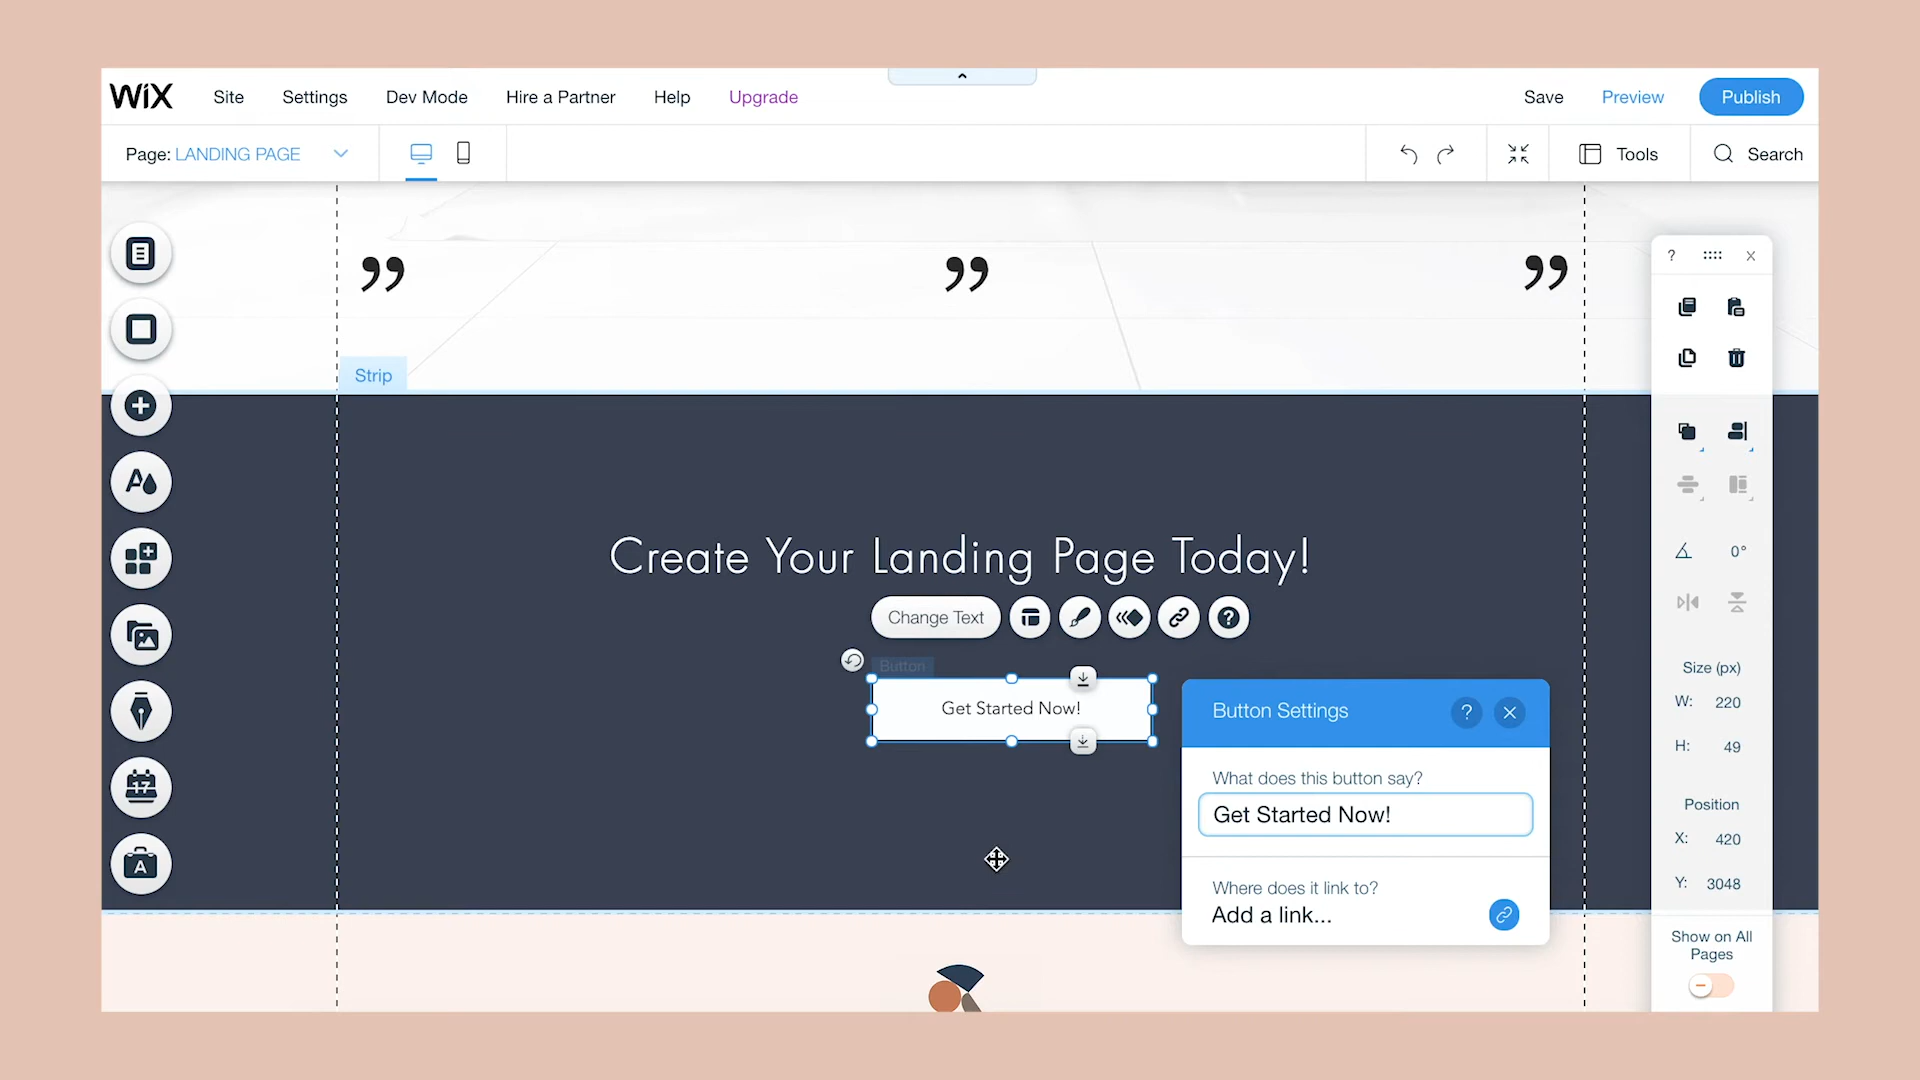 WiX Site Settings Dev Mode Hire a Partner Help Upgrade Save Preview Publish
Page: LANDING PAGE Tools Search
” ” ”
? X
Strip
17
A
A
Create Your Landing Page Today!
Change Text ?
Button
Get Started Now!
Button Settings ?
What does this button say?
Get Started Now!
Where does it link to?
Add a link...
0°
Size (px)
W: 220
H: 49
Position
X: 420
Y: 3048
Show on All
Pages